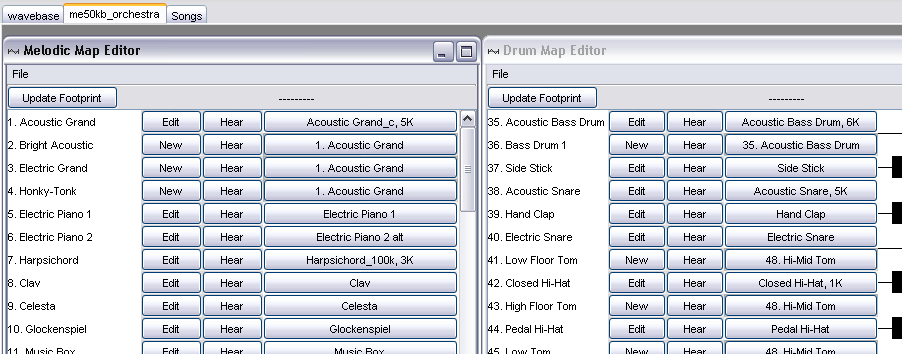 wavebase me50kb_orchestra Songs
Melodic Map Editor
File
Update Footprint ---------
1. Acoustic Grand Edit Hear Acoustic Grand_c, 5K
2. Bright Acoustic New Hear 1. Acoustic Grand
3. Electric Grand New Hear 1. Acoustic Grand
4. Honky-Tonk New Hear 1. Acoustic Grand
5. Electric Piano 1 Edit Hear Electric Piano 1
6. Electric Piano 2 Edit Hear Electric Piano 2 alt
7. Harpsichord Edit Hear Harpsichord_100k, 3K
8. Clav Edit Hear Clav
9. Celesta Edit Hear Celesta
10. Glockenspiel Edit Hear Glockenspiel
11. Music Box Edit Hear Music Box
Drum Map Editor
File
Update Footprint ---------
35. Acoustic Bass Drum Edit Hear Acoustic Bass Drum, 6K
36. Bass Drum 1 New Hear 35. Acoustic Bass Drum
37. Side Stick Edit Hear Side Stick
38. Acoustic Snare Edit Hear Acoustic Snare, 5K
39. Hand Clap Edit Hear Hand Clap
40. Electric Snare Edit Hear Electric Snare
41. Low Floor Tom New Hear 48. Hi-Mid Tom
42. Closed Hi-Hat Edit Hear Closed Hi-Hat, 1K
43. High Floor Tom New Hear 48. Hi-Mid Tom
44. Pedal Hi-Hat Edit Hear Pedal Hi-Hat
45. Low Tom New Hear 48. Hi-Mid Tom